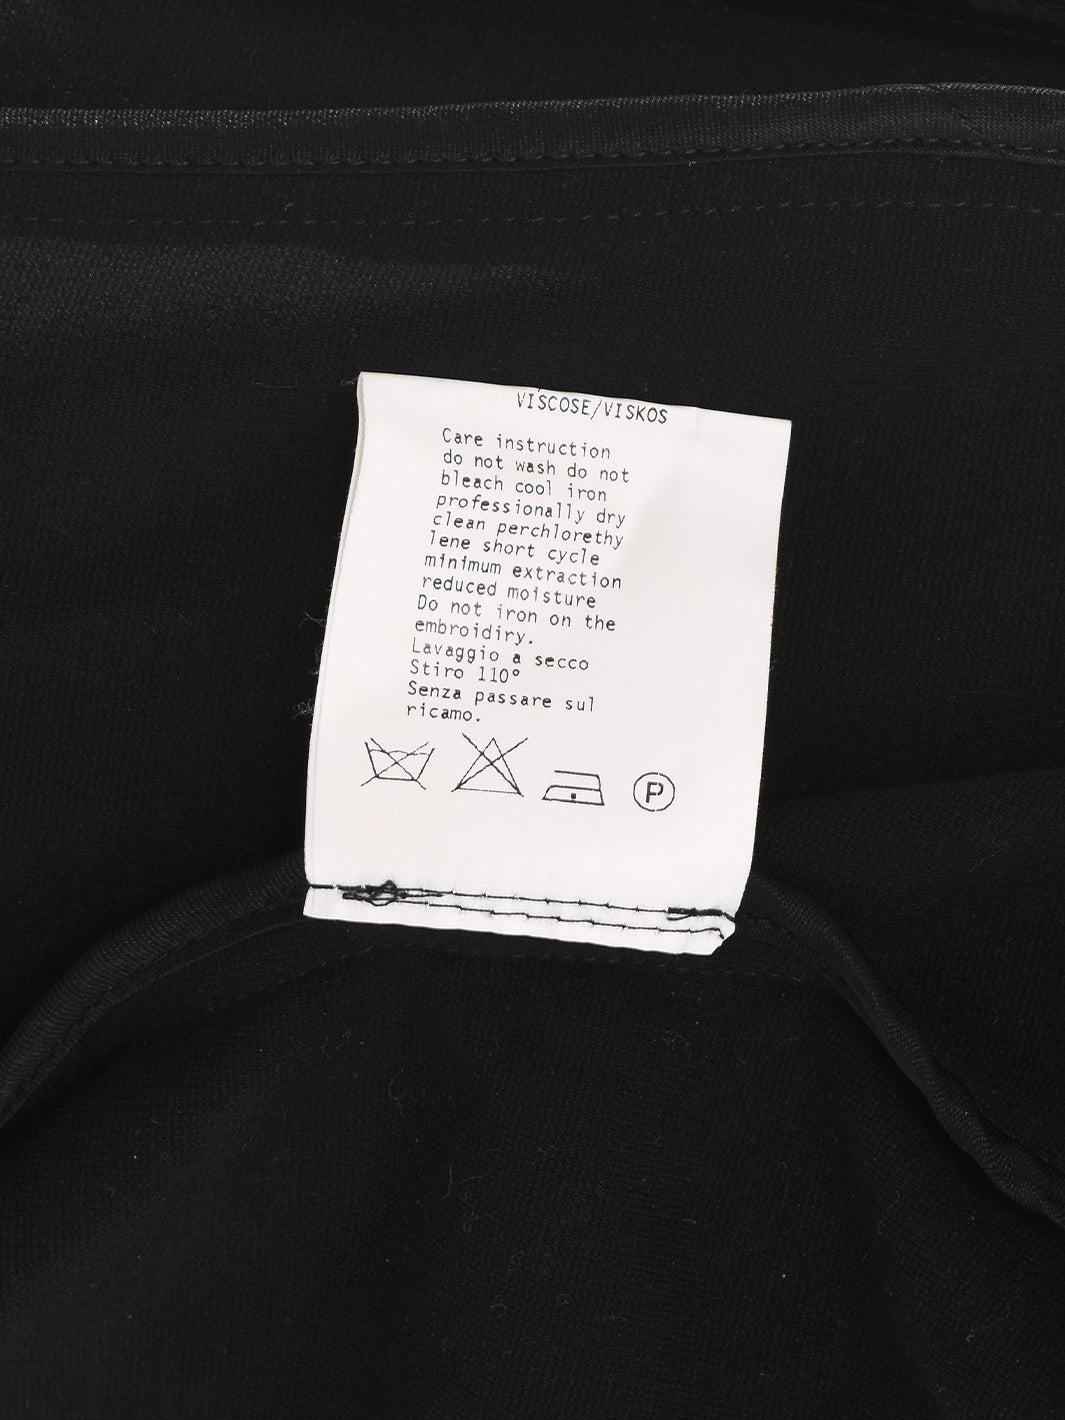 VISCOSE/VISKOS
Care instruction
do not wash do not
bleach cool iron
professionally dry
clean perchlorethy
lene short cycle
minimum extraction
reduced moisture
Do not iron on the
embroidiry.
Lavaggio a secco
Stiro 110°
Senza passare sul
ricamo.
P